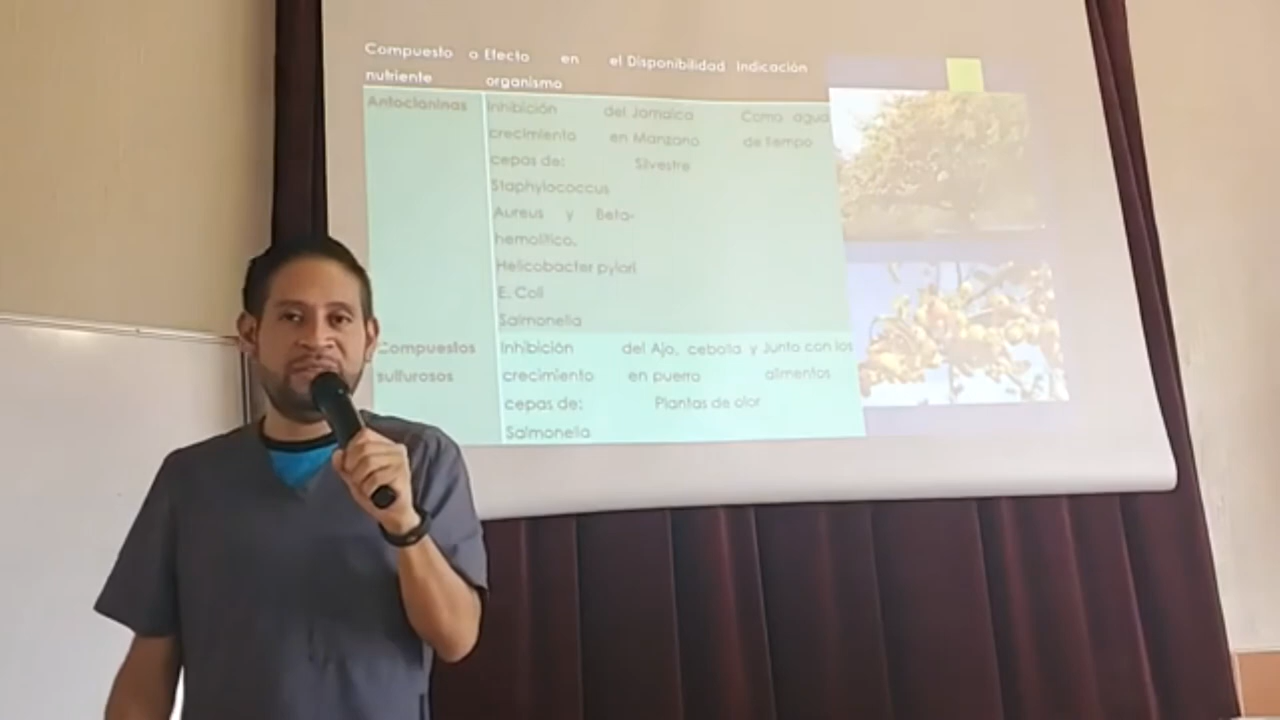 Compuesto o Efecto en el Disponibilidad Indicación
nutriente organismo
Antocianinas Inhibición del Jamaica Como agua
crecimiento en Manzano de tiempo
cepas de: Silvestre
Staphylococcus
Aureus y Beta-
hemolítico.
Helicobacter pylori
E. Coli
Salmonella
Compuestos Inhibición del Ajo, cebolla y Junto con los
sulfurosos crecimiento en puerro alimentos
cepas de: Plantas de olor
Salmonella